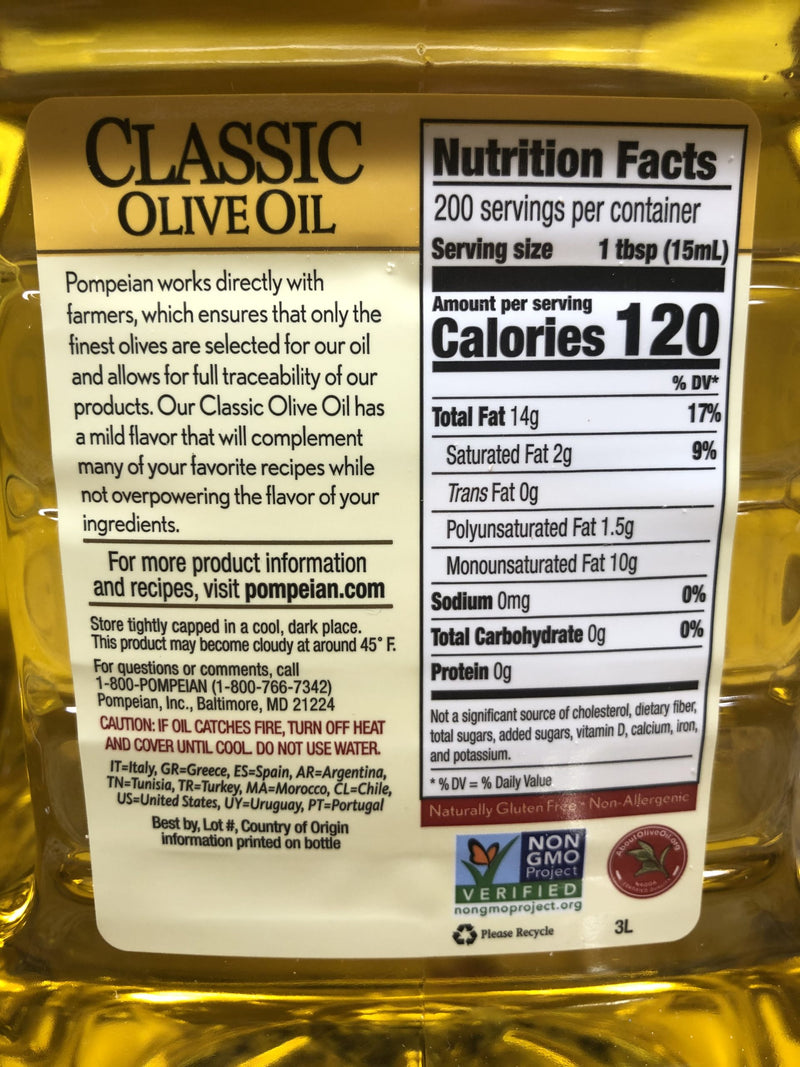 CLASSIC
OLIVE OIL
Pompeian works directly with
farmers, which ensures that only the
finest olives are selected for our oil
and allows for full traceability of our
products. Our Classic Olive Oil has
a mild flavor that will complement
many of your favorite recipes while
not overpowering the flavor of your
ingredients.
For more product information
and recipes, visit pompeian.com
Store tightly capped in a cool, dark place.
This product may become cloudy at around 45° F.
For questions or comments, call
1-800-POMPEIAN (1-800-766-7342)
Pompeian, Inc., Baltimore, MD 21224
CAUTION: IF OIL CATCHES FIRE, TURN OFF HEAT
AND COVER UNTIL COOL. DO NOT USE WATER.
IT=Italy, GR=Greece, ES=Spain, AR=Argentina,
TN=Tunisia, TR=Turkey, MA=Morocco, CL=Chile,
US=United States, UY=Uruguay, PT=Portugal
Best by, Lot #, Country of Origin
information printed on bottle
Nutrition Facts
200 servings per container
Serving size 1 tbsp (15mL)
Amount per serving
Calories 120
% DV*
Total Fat 14g 17%
Saturated Fat 2g 9%
Trans Fat 0g
Polyunsaturated Fat 1.5g
Monounsaturated Fat 10g
Sodium 0mg 0%
Total Carbohydrate 0g 0%
Protein 0g
Not a significant source of cholesterol, dietary fiber,
total sugars, added sugars, vitamin D, calcium, iron,
and potassium.
* % DV = % Daily Value
Naturally Gluten Free • Non-Allergenic
NON
GMO
Project
VERIFIED
nongmoproject.org
AboutOliveOil.org
NAOOA
Please Recycle
3L